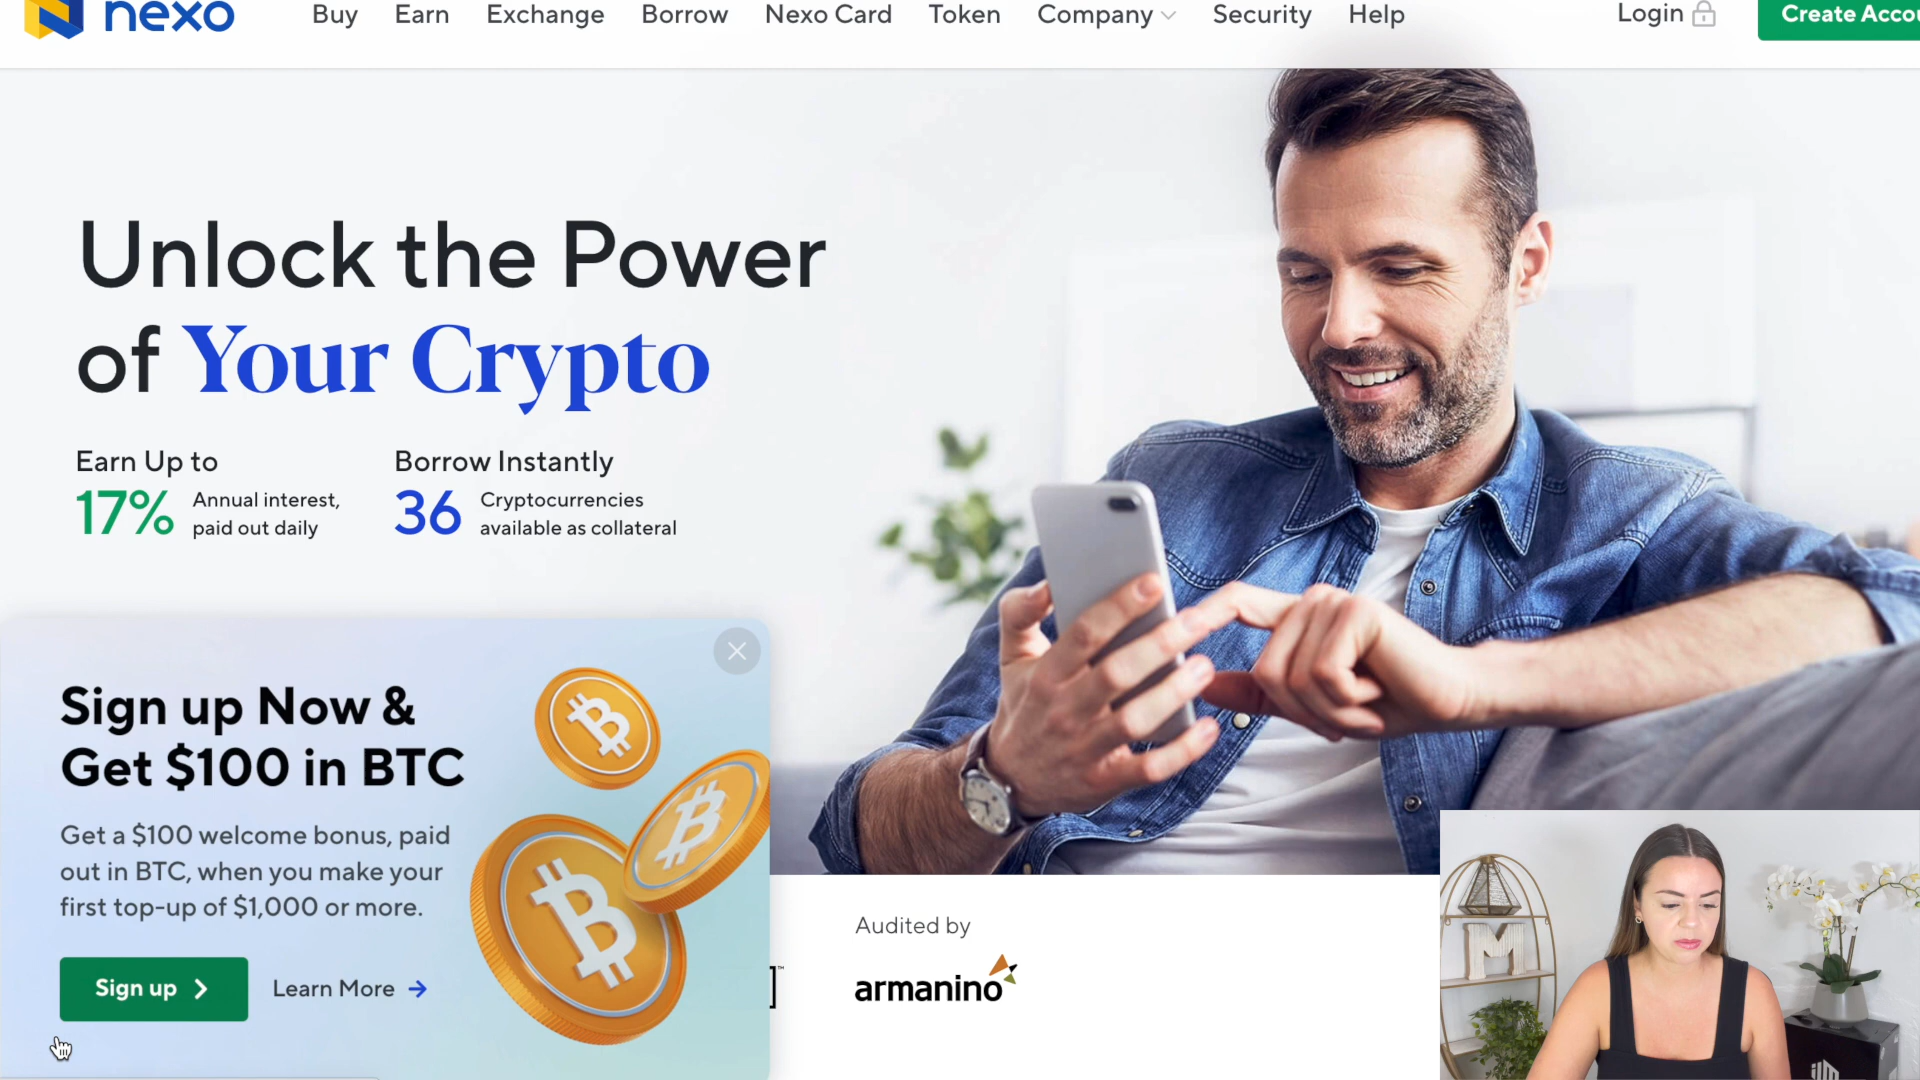 nexo
Buy Earn Exchange Borrow Nexo Card Token Company Security Help Login
Unlock the Power
of Your Crypto
Earn Up to
17% Annual interest,
paid out daily
Borrow Instantly
36 Cryptocurrencies
available as collateral
Sign up Now &
Get $100 in BTC
Get a $100 welcome bonus, paid
out in BTC, when you make your
first top-up of $1,000 or more.
Sign up
Learn More
Audited by
armanino
M